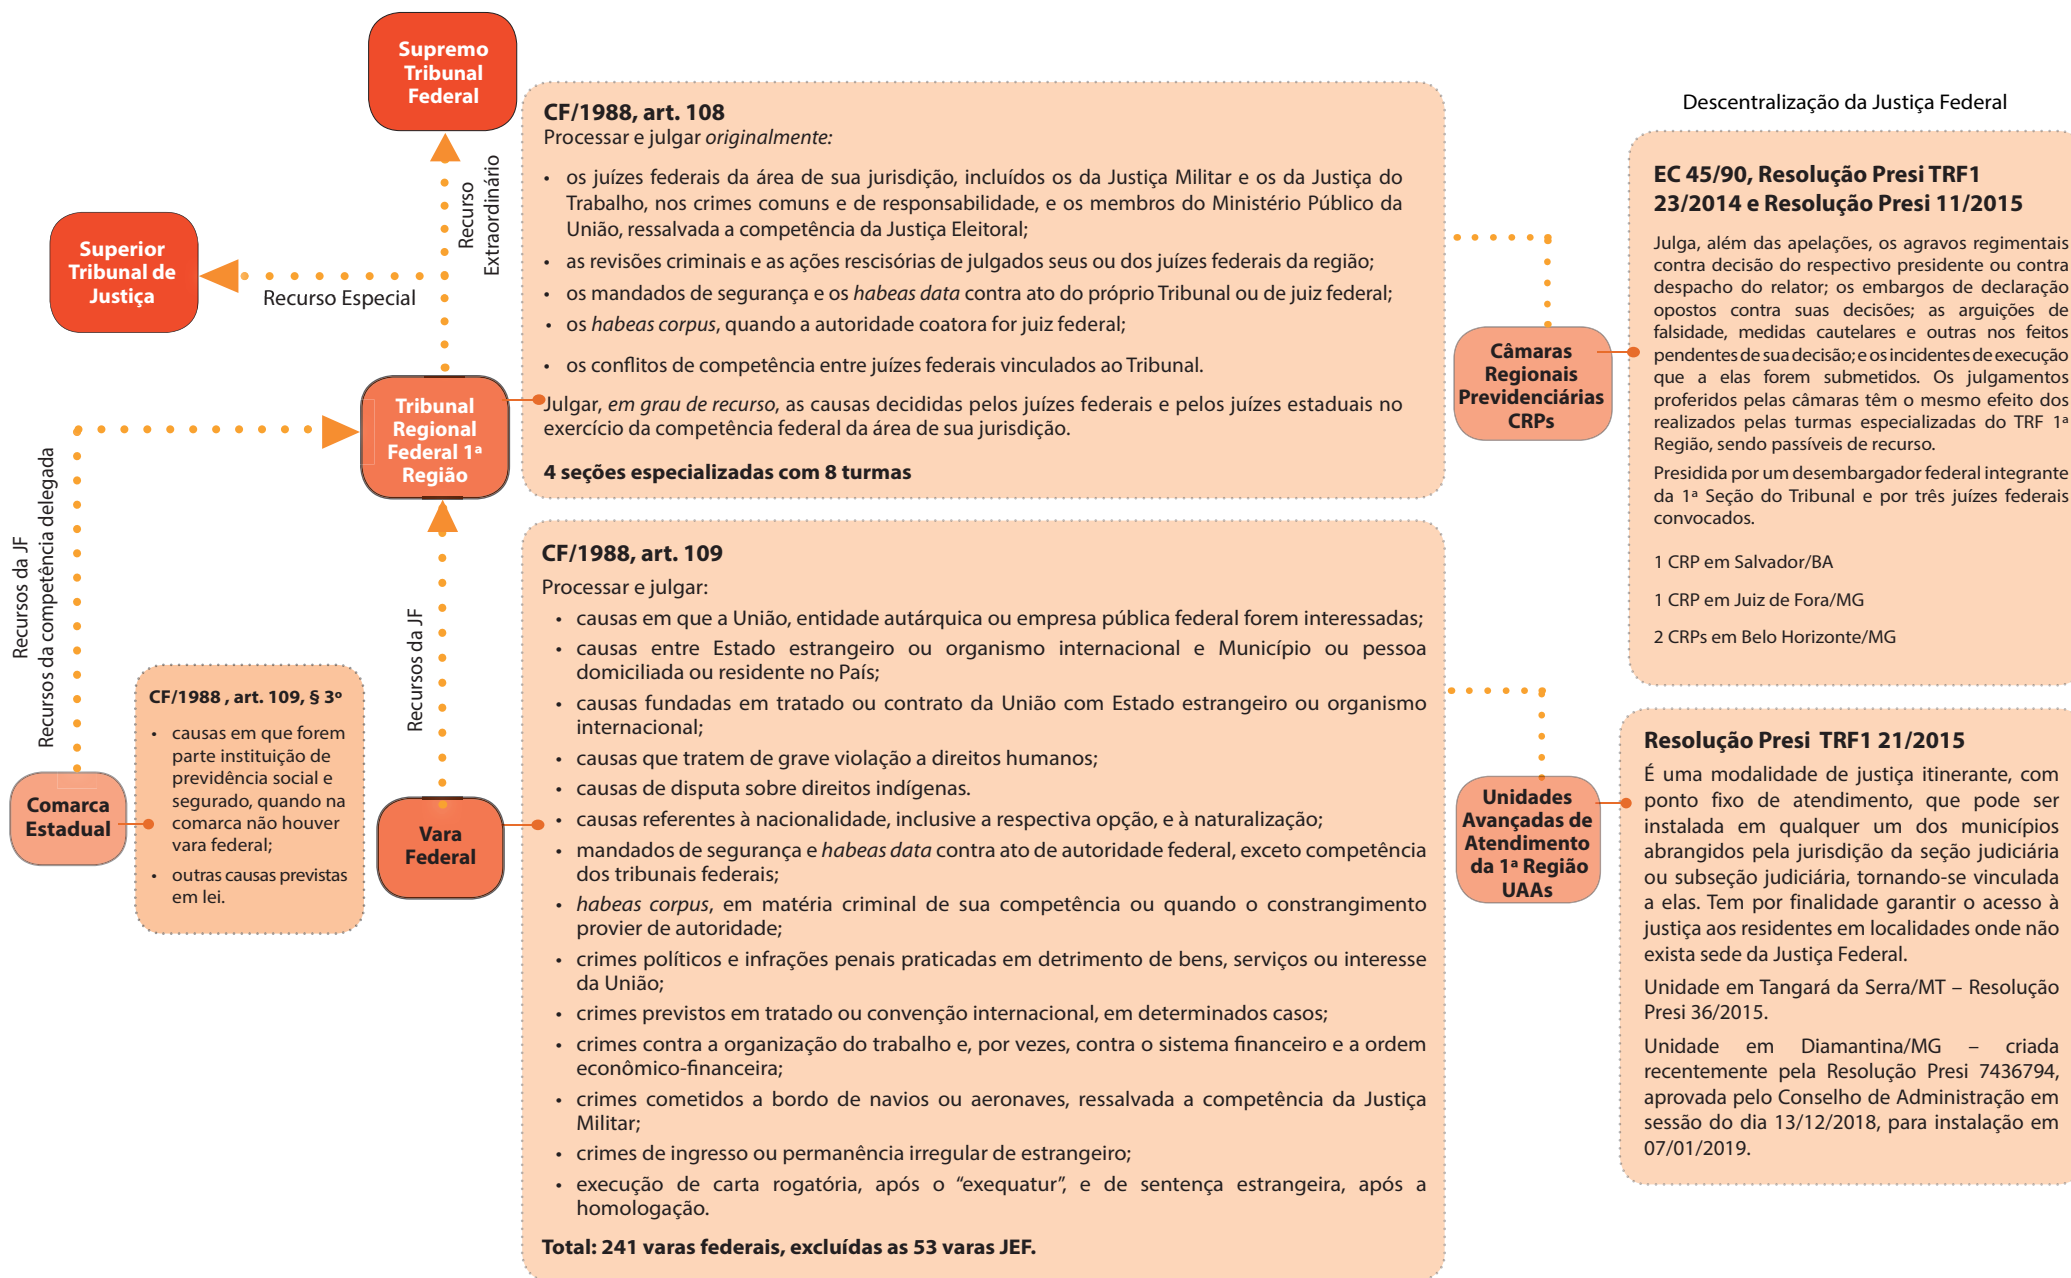 Supremo
Tribunal
Federal
Recurso
Extraordinário
Superior
Tribunal de
Justiça
Recurso Especial
Tribunal
Regional
Federal 1ª
Região
Recursos da JF
Recursos da competência delegada
Recursos da JF
Comarca
Estadual
CF/1988 , art. 109, § 3º
• causas em que forem
parte instituição de
previdência social e
segurado, quando na
comarca não houver
vara federal;
• outras causas previstas
em lei.
Vara
Federal
CF/1988, art. 108
Processar e julgar originalmente:
• os juízes federais da área de sua jurisdição, incluídos os da Justiça Militar e os da Justiça do
Trabalho, nos crimes comuns e de responsabilidade, e os membros do Ministério Público da
União, ressalvada a competência da Justiça Eleitoral;
• as revisões criminais e as ações rescisórias de julgados seus ou dos juízes federais da região;
• os mandados de segurança e os habeas data contra ato do próprio Tribunal ou de juiz federal;
• os habeas corpus, quando a autoridade coatora for juiz federal;
• os conflitos de competência entre juízes federais vinculados ao Tribunal.
Julgar, em grau de recurso, as causas decididas pelos juízes federais e pelos juízes estaduais no
exercício da competência federal da área de sua jurisdição.
4 seções especializadas com 8 turmas
CF/1988, art. 109
Processar e julgar:
• causas em que a União, entidade autárquica ou empresa pública federal forem interessadas;
• causas entre Estado estrangeiro ou organismo internacional e Município ou pessoa
domiciliada ou residente no País;
• causas fundadas em tratado ou contrato da União com Estado estrangeiro ou organismo
internacional;
• causas que tratem de grave violação a direitos humanos;
• causas de disputa sobre direitos indígenas.
• causas referentes à nacionalidade, inclusive a respectiva opção, e à naturalização;
• mandados de segurança e habeas data contra ato de autoridade federal, exceto competência
dos tribunais federais;
• habeas corpus, em matéria criminal de sua competência ou quando o constrangimento
provier de autoridade;
• crimes políticos e infrações penais praticadas em detrimento de bens, serviços ou interesse
da União;
• crimes previstos em tratado ou convenção internacional, em determinados casos;
• crimes contra a organização do trabalho e, por vezes, contra o sistema financeiro e a ordem
econômico-financeira;
• crimes cometidos a bordo de navios ou aeronaves, ressalvada a competência da Justiça
Militar;
• crimes de ingresso ou permanência irregular de estrangeiro;
• execução de carta rogatória, após o “exequatur”, e de sentença estrangeira, após a
homologação.
Total: 241 varas federais, excluídas as 53 varas JEF.
Descentralização da Justiça Federal
Câmaras
Regionais
Previdenciárias
CRPs
EC 45/90, Resolução Presi TRF1
23/2014 e Resolução Presi 11/2015
Julga, além das apelações, os agravos regimentais
contra decisão do respectivo presidente ou contra
despacho do relator; os embargos de declaração
opostos contra suas decisões; as arguições de
falsidade, medidas cautelares e outras nos feitos
pendentes de sua decisão; e os incidentes de execução
que a elas forem submetidos. Os julgamentos
proferidos pelas câmaras têm o mesmo efeito dos
realizados pelas turmas especializadas do TRF 1ª
Região, sendo passíveis de recurso.
Presidida por um desembargador federal integrante
da 1ª Seção do Tribunal e por três juízes federais
convocados.
1 CRP em Salvador/BA
1 CRP em Juiz de Fora/MG
2 CRPs em Belo Horizonte/MG
Unidades
Avançadas de
Atendimento
da 1ª Região
UAAs
Resolução Presi TRF1 21/2015
É uma modalidade de justiça itinerante, com
ponto fixo de atendimento, que pode ser
instalada em qualquer um dos municípios
abrangidos pela jurisdição da seção judiciária
ou subseção judiciária, tornando-se vinculada
a elas. Tem por finalidade garantir o acesso à
justiça aos residentes em localidades onde não
exista sede da Justiça Federal.
Unidade em Tangará da Serra/MT – Resolução
Presi 36/2015.
Unidade em Diamantina/MG – criada
recentemente pela Resolução Presi 7436794,
aprovada pelo Conselho de Administração em
sessão do dia 13/12/2018, para instalação em
07/01/2019.